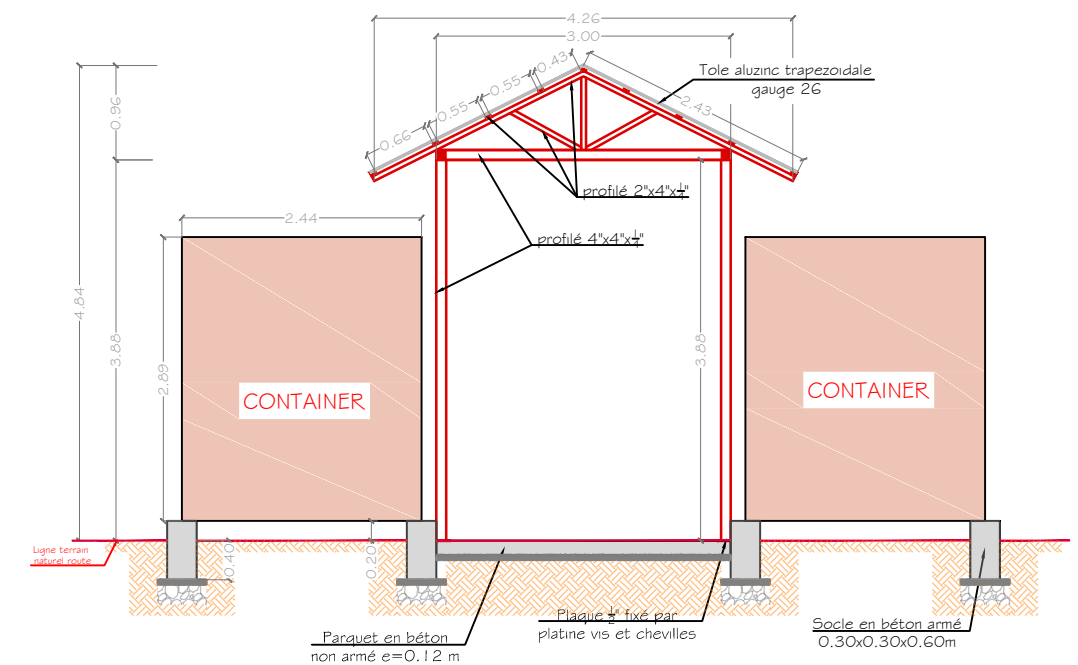 4.26
3.00
0.43
0.55
0.55
0.66
2.43
Tole aluzinc trapezoidale
gauge 26
0.96
profilé 2"x4"x¼"
2.44
profilé 4"x4"x¼"
4.84
3.88
2.89
3.88
CONTAINER
CONTAINER
Ligne terrain
naturel route
0.40
0.20
Plaque ½" fixé par
platine vis et chevilles
Parquet en béton
non armé e=0.12 m
Socle en béton armé
0.30x0.30x0.60m